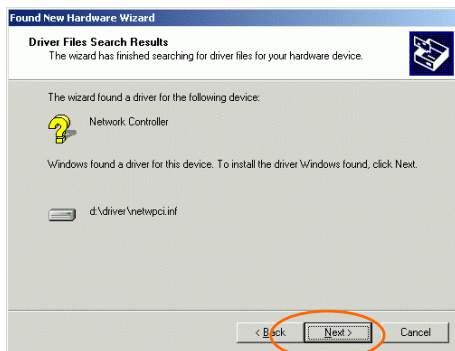 Found New Hardware Wizard
Driver Files Search Results
The wizard has finished searching for driver files for your hardware device.
The wizard found a driver for the following device:
Network Controller
Windows found a driver for this device. To install the driver Windows found, click Next.
d:\driver\netwpci.inf
< Back Next > Cancel